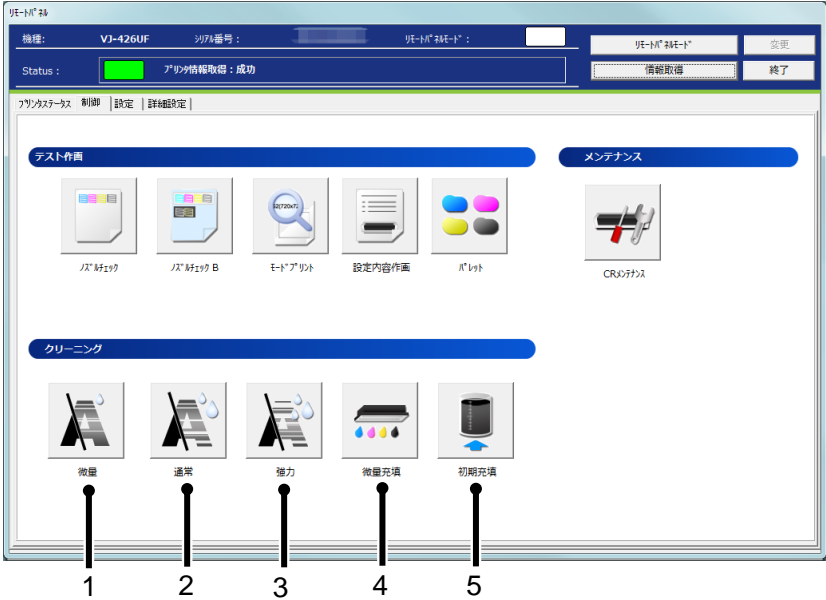 ﾘﾓｰﾄﾊﾟﾈﾙ
機種: VJ-426UF ｼﾘｱﾙ番号： ﾘﾓｰﾄﾊﾟﾈﾙﾓｰﾄﾞ： ﾘﾓｰﾄﾊﾟﾈﾙﾓｰﾄﾞ 変更
Status : ﾌﾟﾘﾝﾀ情報取得：成功 情報取得 終了
ﾌﾟﾘﾝﾀｽﾃｰﾀｽ 制御 設定 詳細設定
テスト作画 メンテナンス
ﾉｽﾞﾙﾁｪｯｸ ﾉｽﾞﾙﾁｪｯｸ B ﾓｰﾄﾞﾌﾟﾘﾝﾄ 設定内容作画 ﾊﾟﾚｯﾄ CRﾒﾝﾃﾅﾝｽ
クリーニング
微量 通常 強力 微量充填 初期充填
1 2 3 4 5